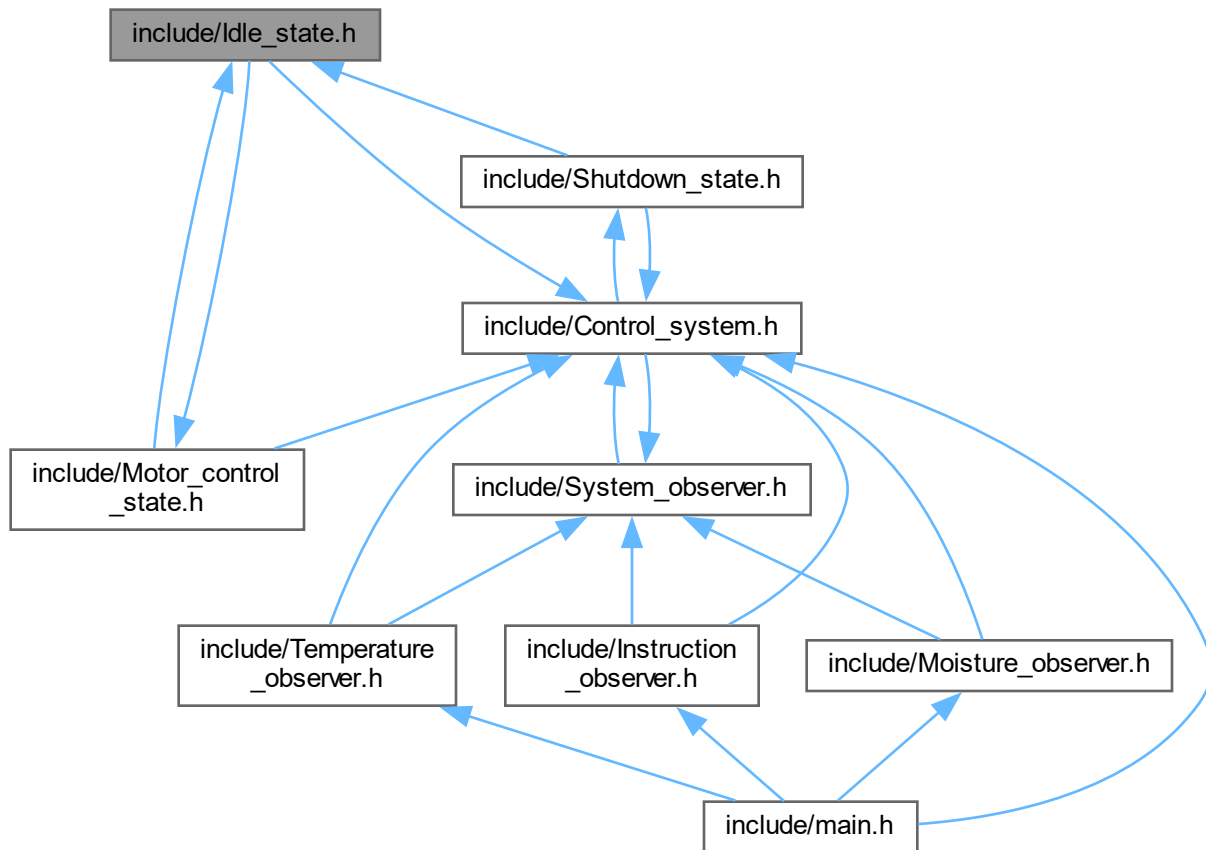 include/Idle_state.h
include/Shutdown_state.h
include/Control_system.h
include/Motor_control
_state.h
include/System_observer.h
include/Temperature
_observer.h
include/Instruction
_observer.h
include/Moisture_observer.h
include/main.h